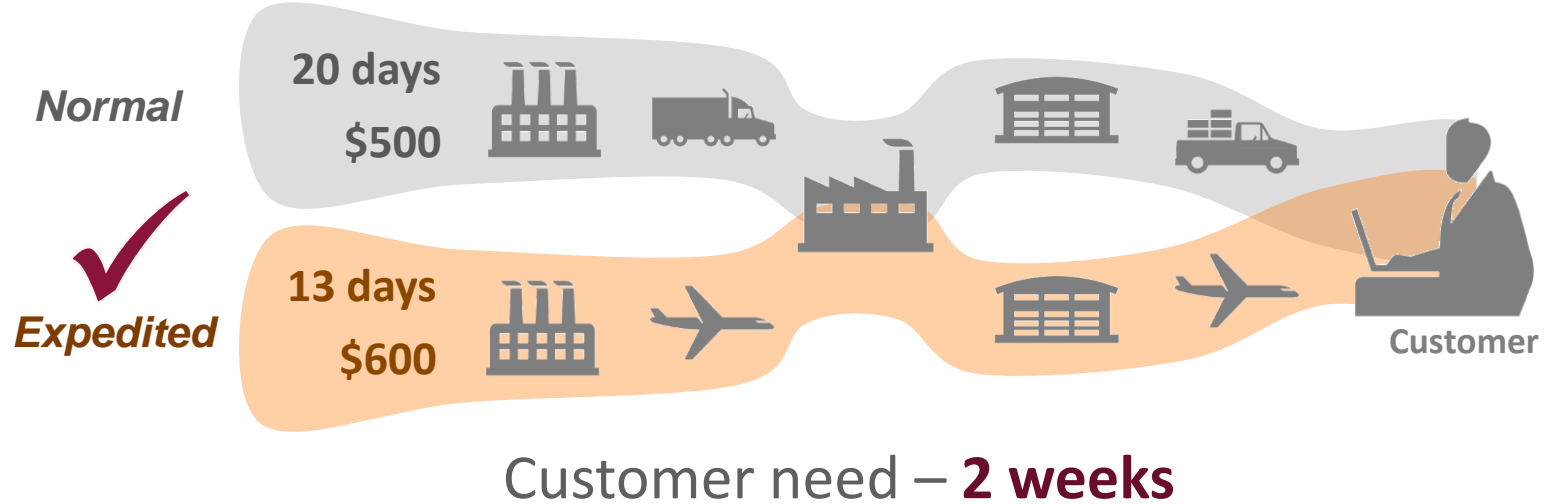 Normal
20 days
$500
Expedited
13 days
$600
Customer
Customer need – 2 weeks